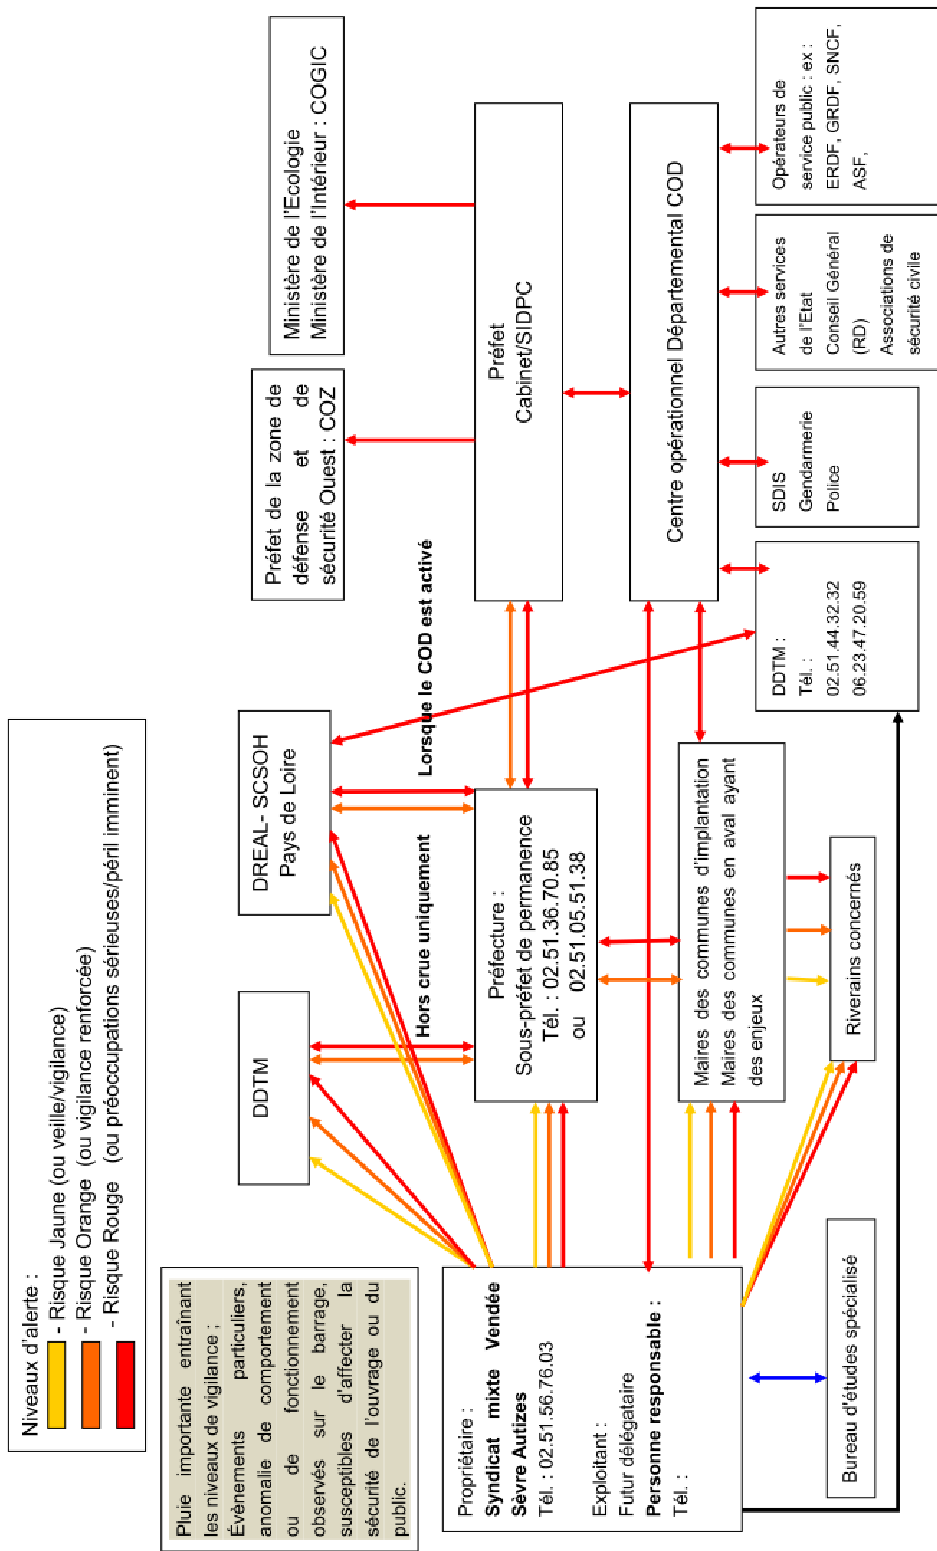 Niveaux d'alerte :
- Risque Jaune (ou veille/vigilance)
- Risque Orange (ou vigilance renforcée)
- Risque Rouge (ou préoccupations sérieuses/péril imminent)
Pluie importante entraînant
les niveaux de vigilance :
Évènements particuliers,
anomalie de comportement
ou de fonctionnement
observés sur le barrage,
susceptibles d'affecter la
sécurité de l'ouvrage ou du
public.
DDTM
DREAL- SCSOH
Pays de Loire
Préfet de la zone de
défense et de
sécurité Ouest : COZ
Ministère de l'Ecologie
Ministère de l'Intérieur : COGIC
Hors crue uniquement
Lorsque le COD est activé
Propriétaire :
Syndicat mixte Vendée
Sèvre Autizes
Tél. : 02.51.56.76.03
Exploitant :
Futur délégataire
Personne responsable :
Tél. :
Préfecture :
Sous-préfet de permanence
Tél. : 02.51.36.70.85
ou 02.51.05.51.38
Préfet
Cabinet/SIDPC
Maires des communes d'implantation
Maires des communes en aval ayant
des enjeux
Centre opérationnel Départemental COD
Bureau d'études spécialisé
Riverains concernés
DDTM :
Tél. :
02.51.44.32.32
06.23.47.20.59
SDIS
Gendarmerie
Police
Autres services
de l'Etat
Conseil Général
(RD)
Associations de
sécurité civile
Opérateurs de
service public : ex :
ERDF, GRDF, SNCF,
ASF,